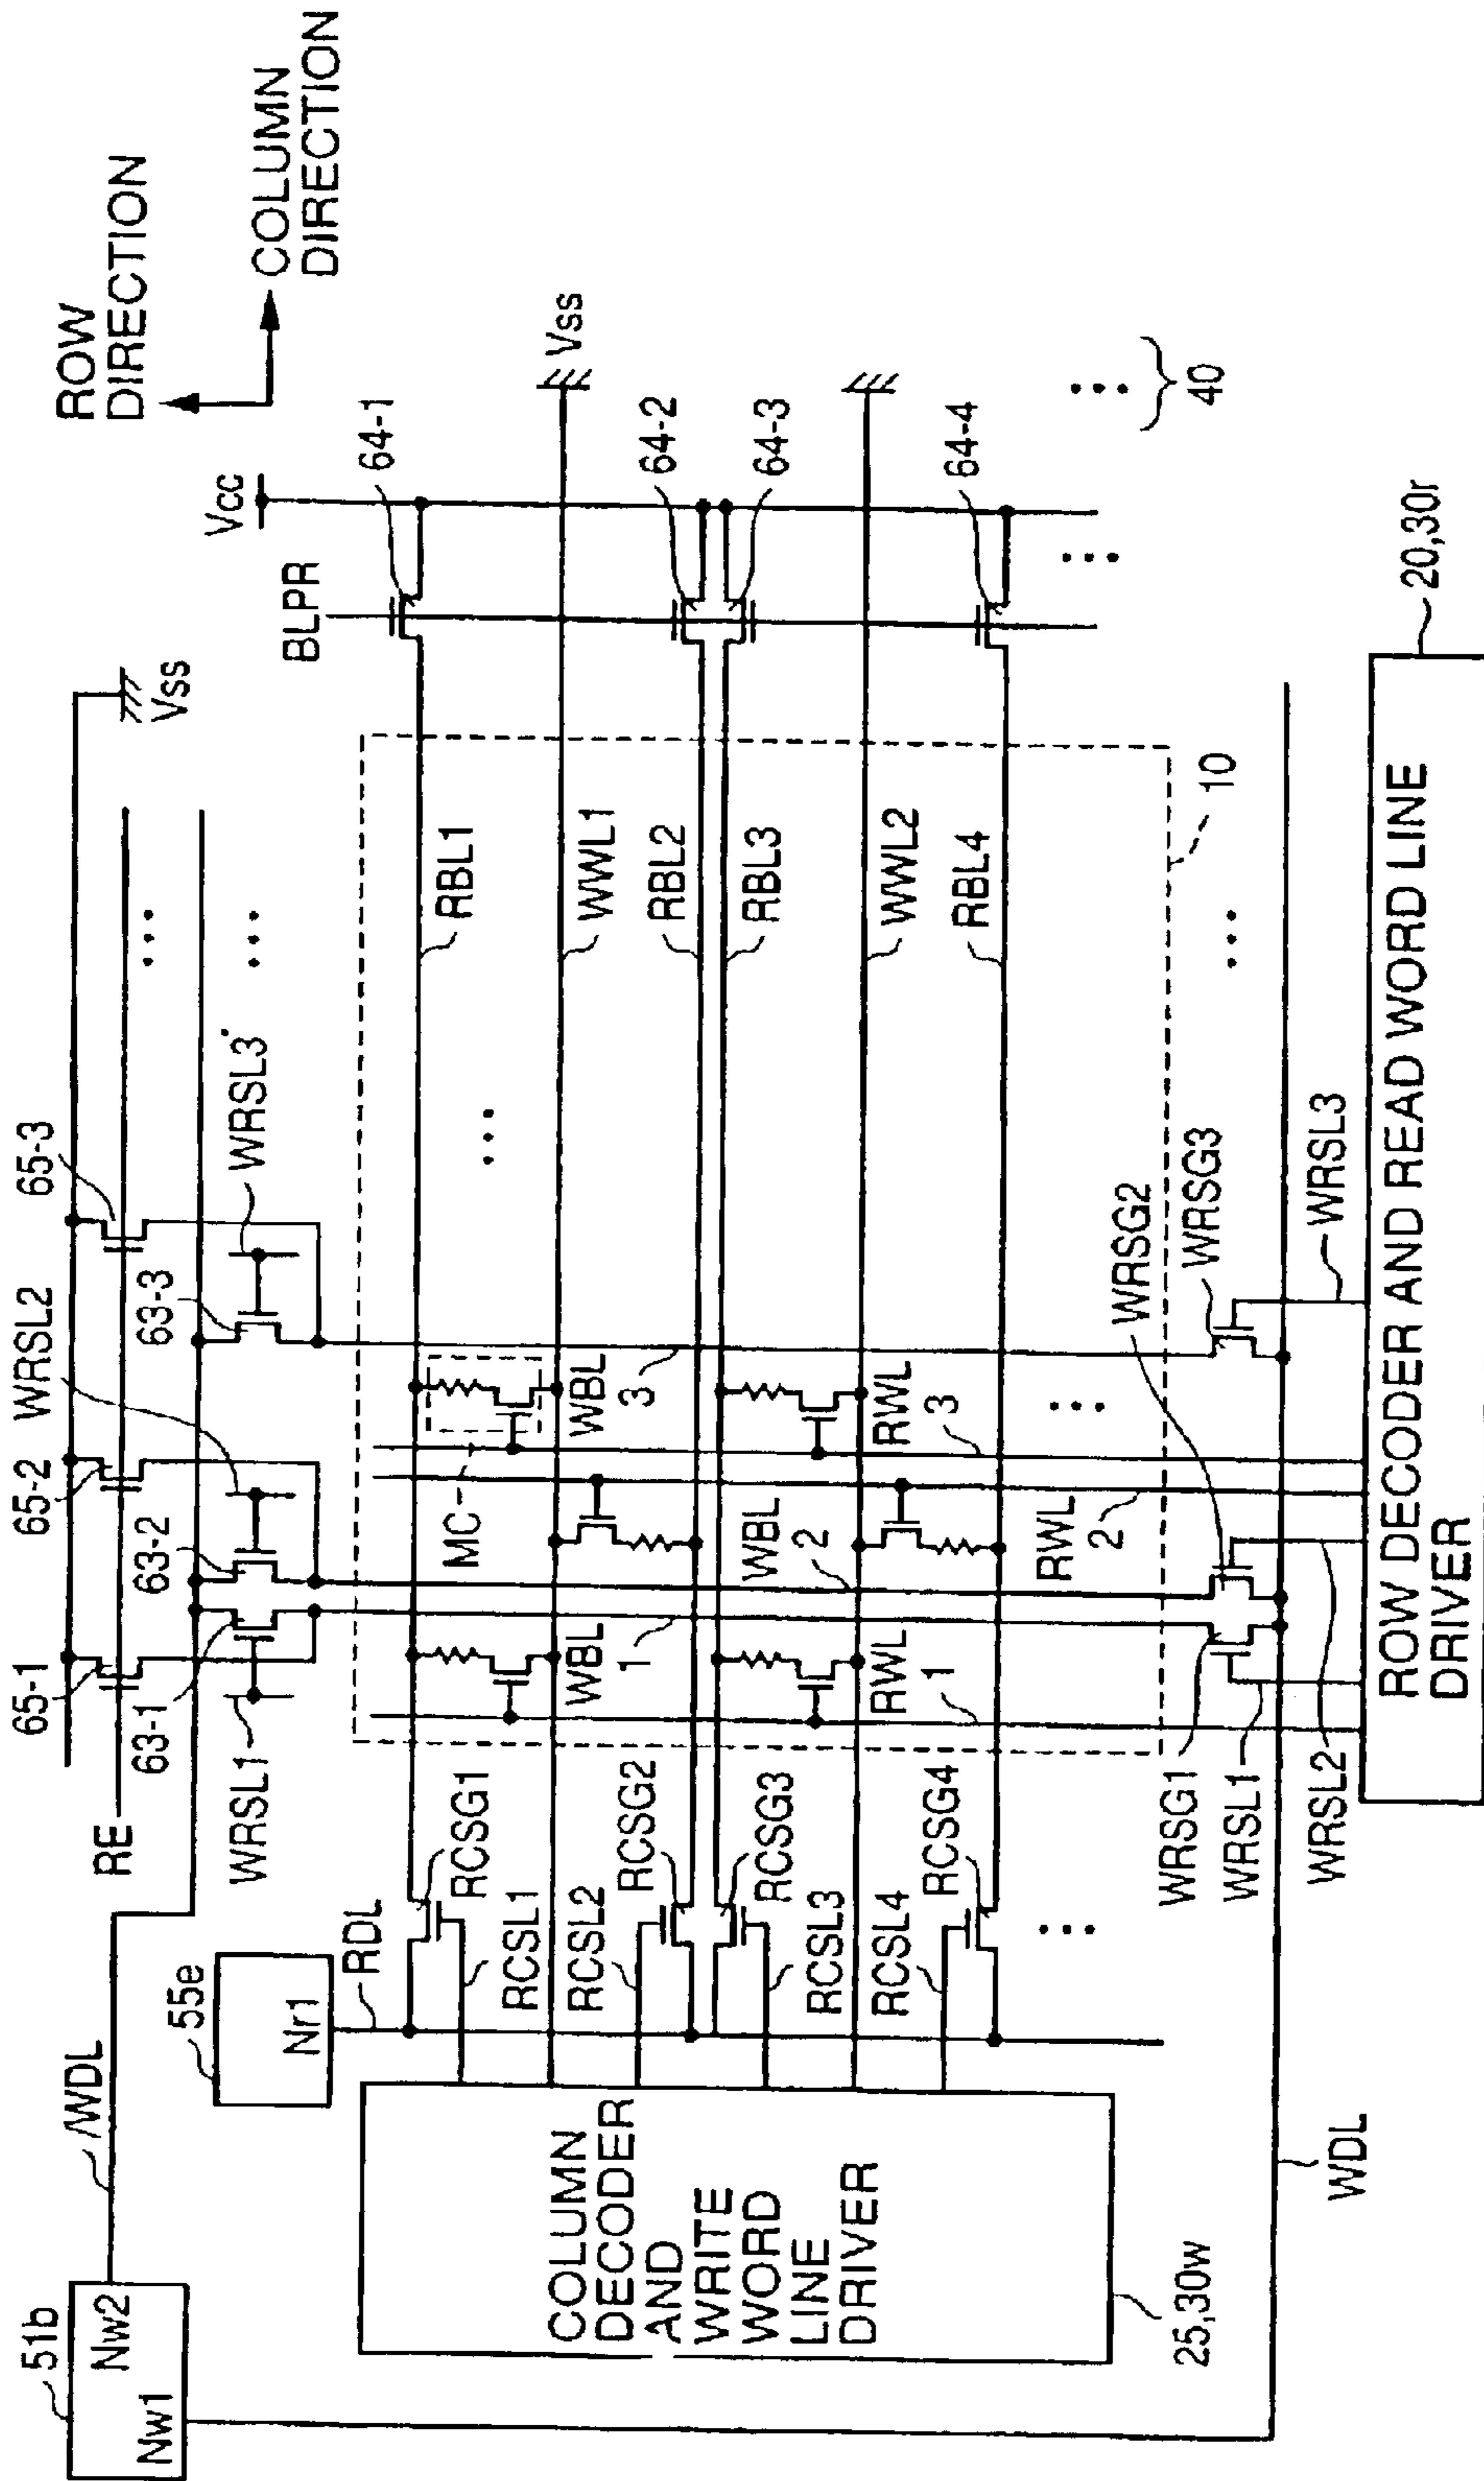 ROW
DIRECTION
COLUMN
DIRECTION
51b
Nw2
Nw1
/WDL
55e
Nr1
RDL
RE
65-1
65-2
WRSL2
65-3
63-1
63-2
63-3
WRSL1
WRSL3'
Vss
...
...
Vcc
BLPR
64-1
Vss
64-2
64-3
64-4
...
...
40
COLUMN
DECODER
AND
WRITE
WORD
LINE
DRIVER
25,30w
RCSG1
RCSL1
RCSL2
RCSG2
RCSG3
RCSL3
RCSL4
RCSG4
...
MC
WBL
1
WBL
2
WBL
3
RWL
1
RWL
2
RWL
3
...
...
RBL1
WWL1
RBL2
RBL3
WWL2
RBL4
10
WRSG1
WRSL1
WRSL2
WRSG2
WRSG3
WRSL3
...
WDL
ROW DECODER AND READ WORD LINE
DRIVER
20,30r